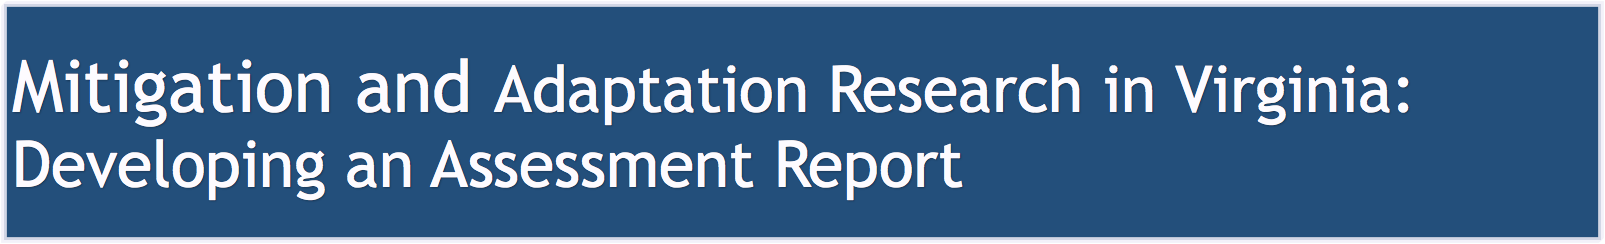 Mitigation and Adaptation Research in Virginia:
Developing an Assessment Report